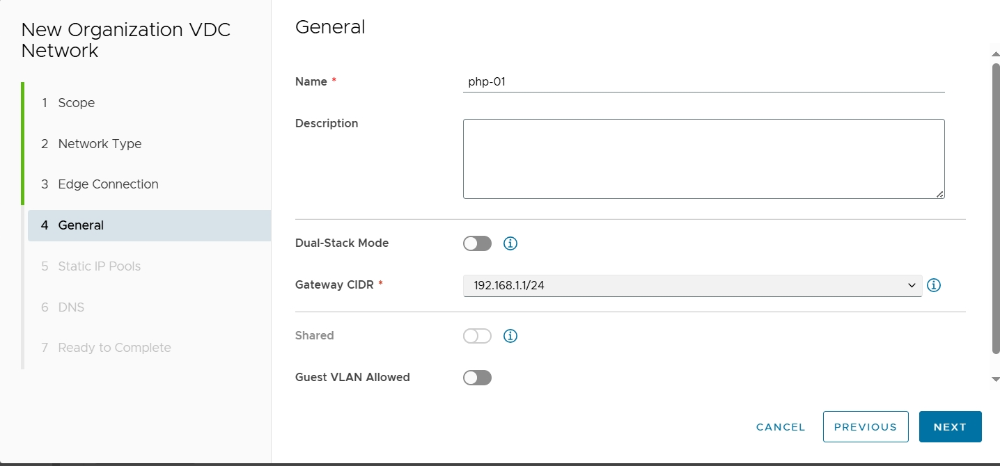 New Organization VDC
Network
1 Scope
2 Network Type
3 Edge Connection
4 General
5 Static IP Pools
6 DNS
7 Ready to Complete
General
Name *
php-01
Description
Dual-Stack Mode
Gateway CIDR *
192.168.1.1/24
Shared
Guest VLAN Allowed
CANCEL
PREVIOUS
NEXT